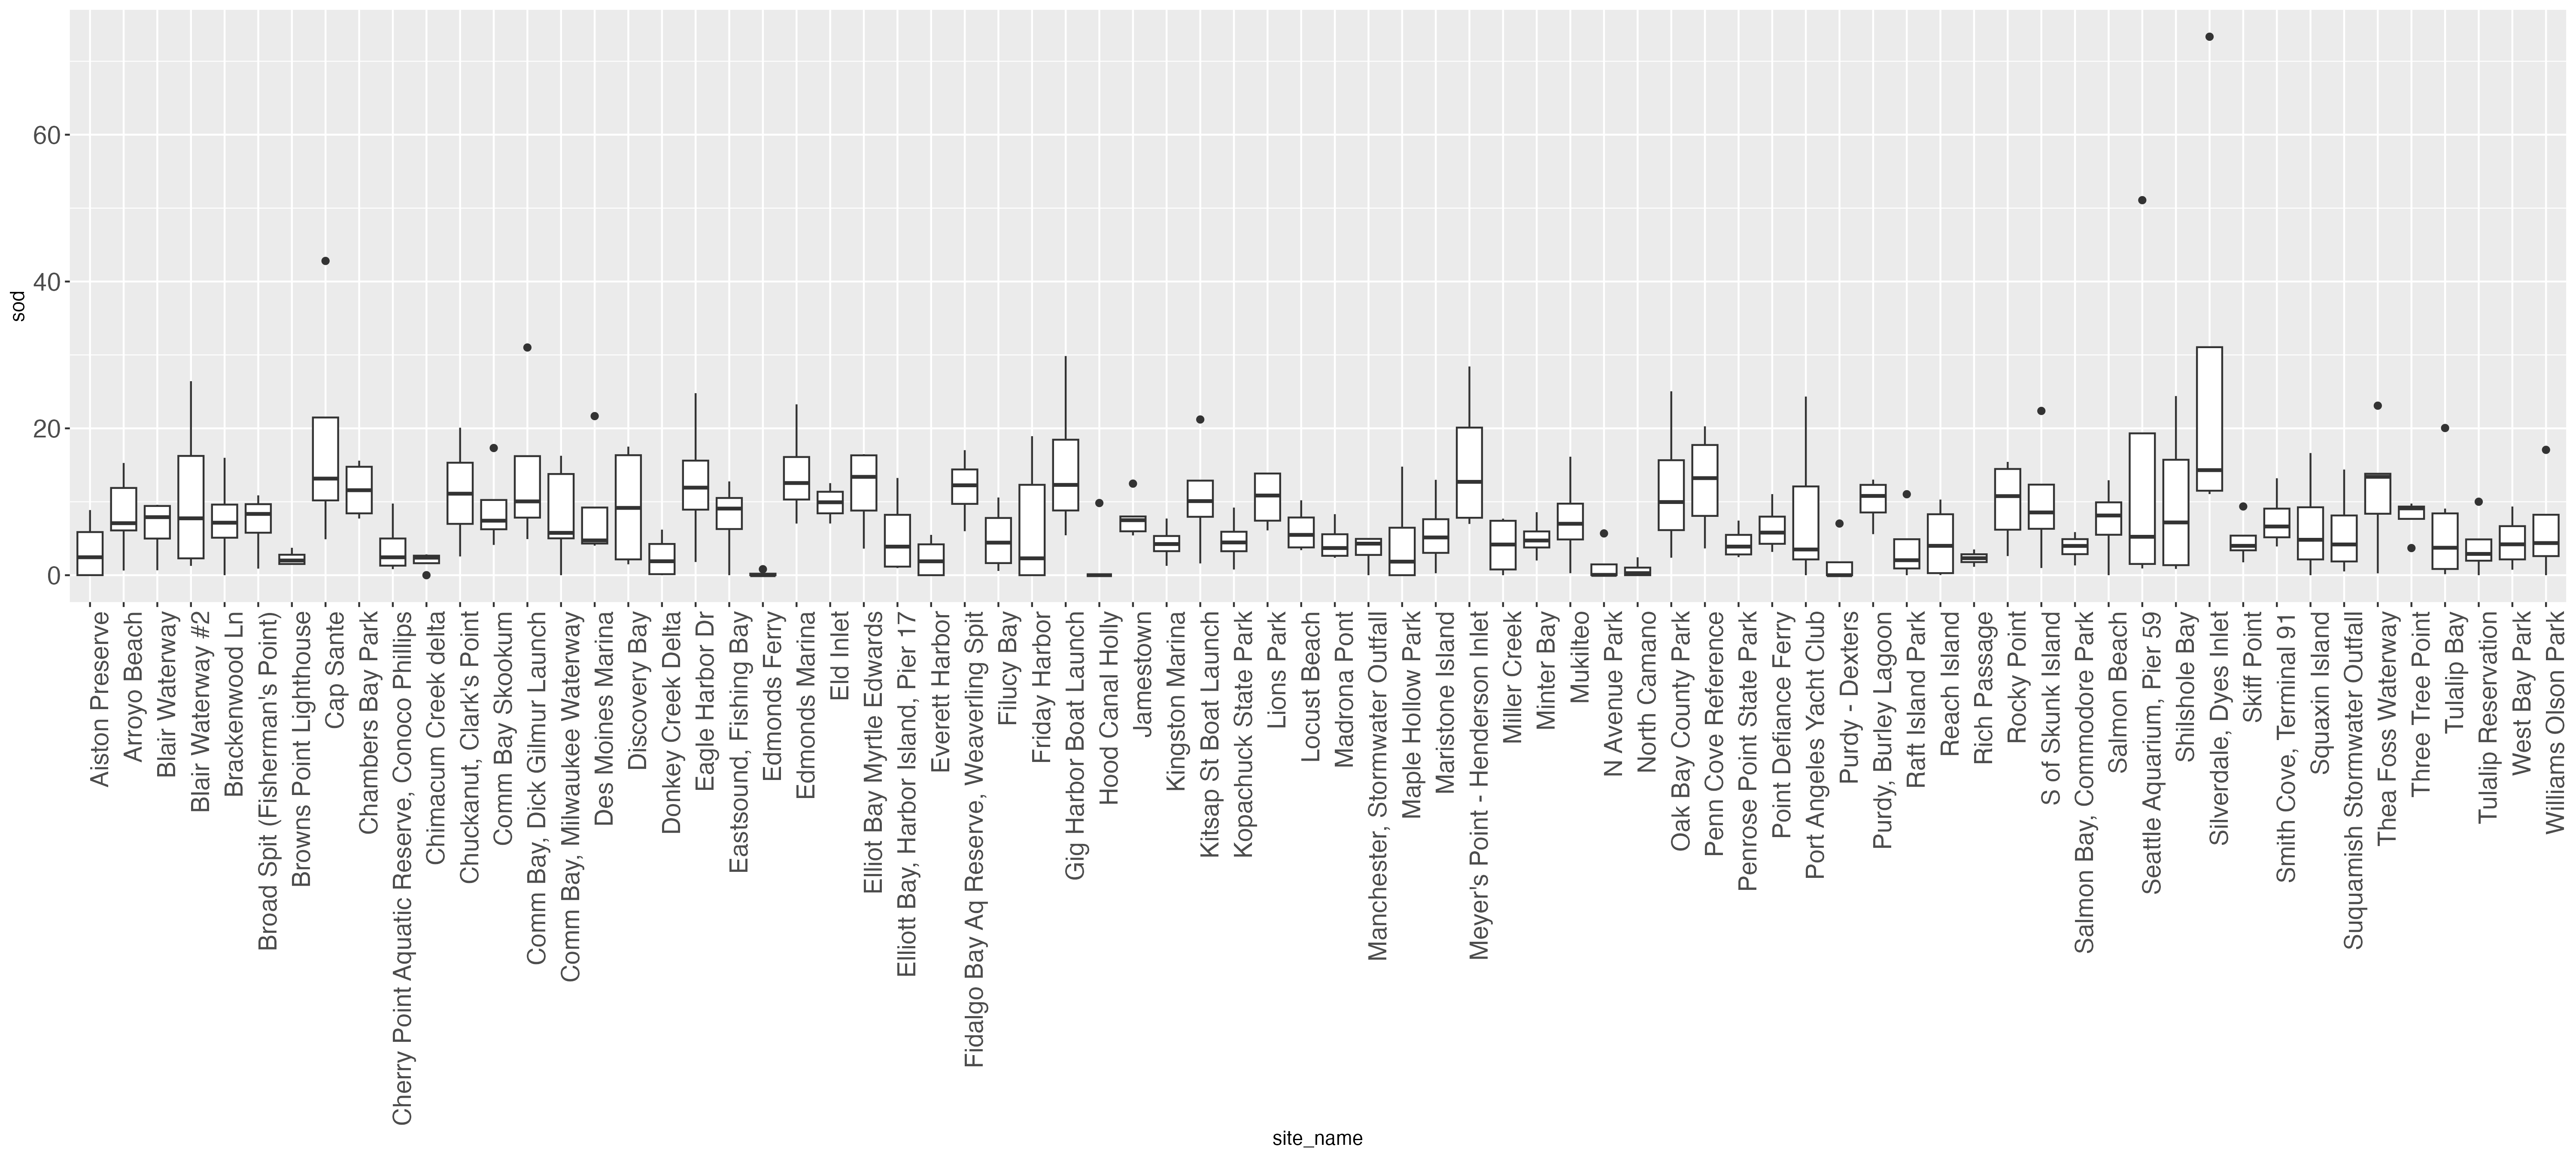 sod
60
40
20
0
Aiston Preserve
Arroyo Beach
Blair Waterway
Blair Waterway #2
Brackenwood Ln
Broad Spit (Fisherman's Point)
Browns Point Lighthouse
Cap Sante
Chambers Bay Park
Cherry Point Aquatic Reserve, Conoco Phillips
Chimacum Creek delta
Chuckanut, Clark's Point
Comm Bay Skookum
Comm Bay, Dick Gilmur Launch
Comm Bay, Milwaukee Waterway
Des Moines Marina
Discovery Bay
Donkey Creek Delta
Eagle Harbor Dr
Eastsound, Fishing Bay
Edmonds Ferry
Edmonds Marina
Eld Inlet
Elliot Bay Myrtle Edwards
Elliott Bay, Harbor Island, Pier 17
Everett Harbor
Fidalgo Bay Aq Reserve, Weaverling Spit
Filucy Bay
Friday Harbor
Gig Harbor Boat Launch
Hood Canal Holly
Jamestown
Kingston Marina
Kitsap St Boat Launch
Kopachuck State Park
Lions Park
Locust Beach
Madrona Pont
Manchester, Stormwater Outfall
Maple Hollow Park
Maristone Island
Meyer's Point - Henderson Inlet
Miller Creek
Minter Bay
Mukilteo
N Avenue Park
North Camano
Oak Bay County Park
Penn Cove Reference
Penrose Point State Park
Point Defiance Ferry
Port Angeles Yacht Club
Purdy - Dexters
Purdy, Burley Lagoon
Raft Island Park
Reach Island
Rich Passage
Rocky Point
S of Skunk Island
Salmon Bay, Commodore Park
Salmon Beach
Seattle Aquarium, Pier 59
Shilshole Bay
Silverdale, Dyes Inlet
Skiff Point
Smith Cove, Terminal 91
Squaxin Island
Suquamish Stormwater Outfall
Thea Foss Waterway
Three Tree Point
Tulalip Bay
Tulalip Reservation
West Bay Park
Williams Olson Park
site_name